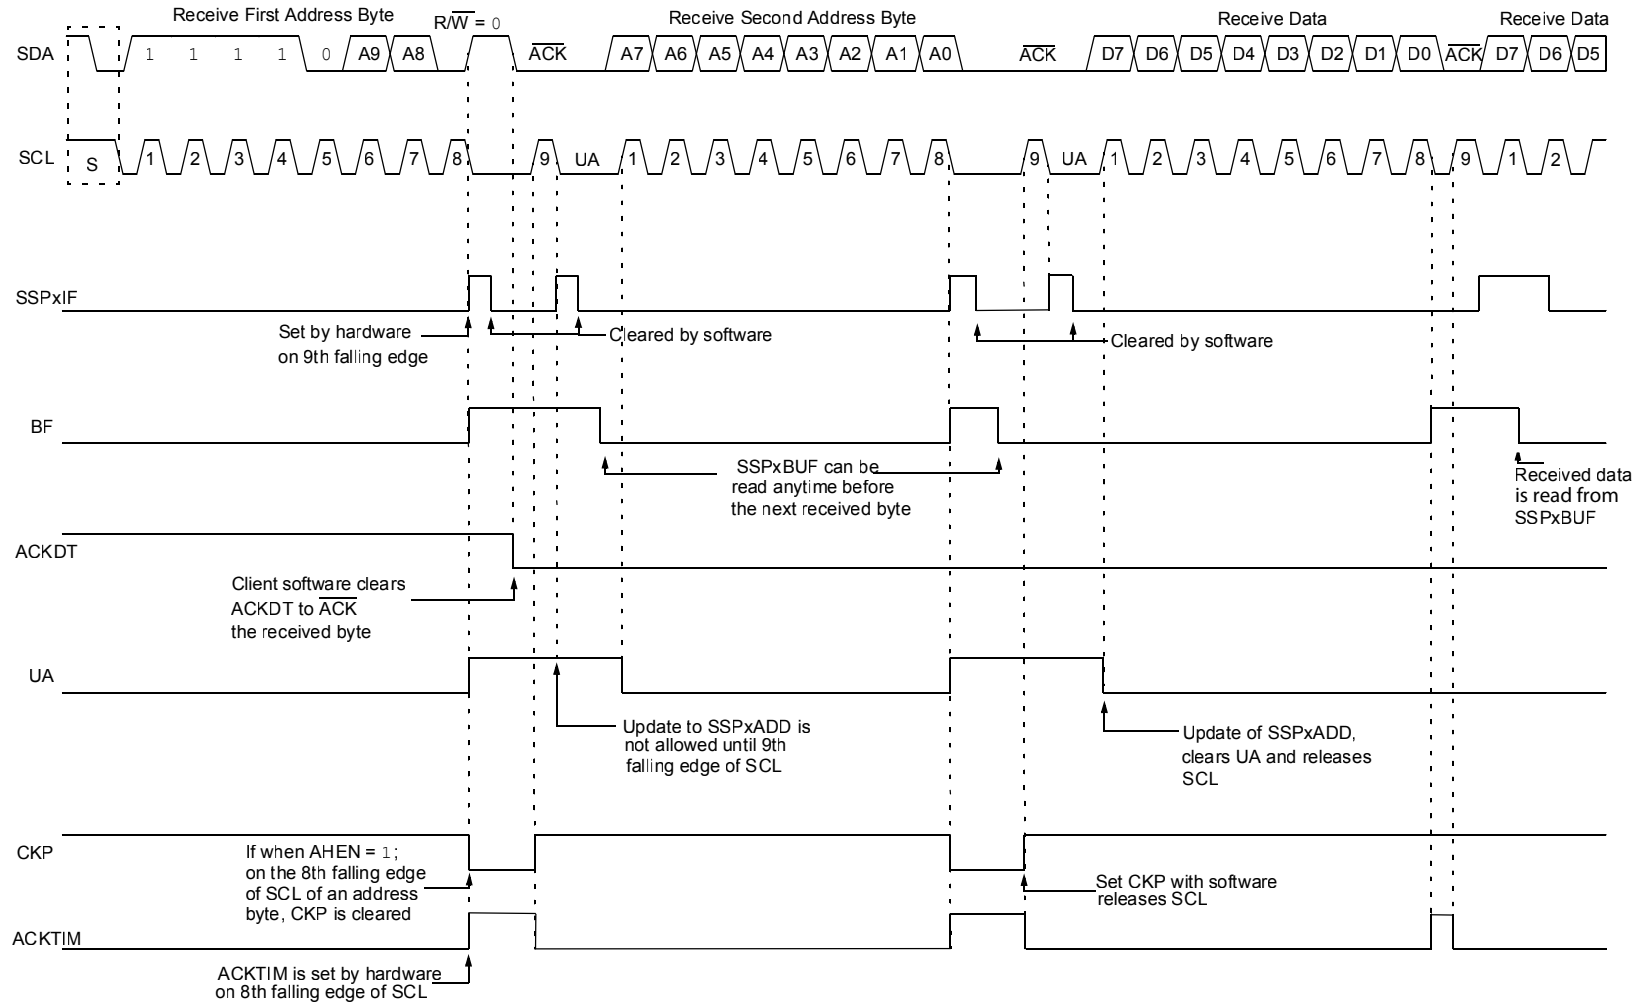 Receive First Address Byte
R/W = 0
Receive Second Address Byte
Receive Data
Receive Data
SDA
1 1 1 1 0 A9 A8
ACK
A7 A6 A5 A4 A3 A2 A1 A0
ACK
D7 D6 D5 D4 D3 D2 D1 D0
ACK
D7 D6 D5
SCL
S
1 2 3 4 5 6 7 8 9
UA
1 2 3 4 5 6 7 8 9
UA
1 2 3 4 5 6 7 8 9
1 2
SSPxIF
Set by hardware
on 9th falling edge
Cleared by software
Cleared by software
BF
SSPxBUF can be
read anytime before
the next received byte
Received data
is read from
SSPxBUF
ACKDT
Client software clears
ACKDT to ACK
the received byte
UA
Update to SSPxADD is
not allowed until 9th
falling edge of SCL
Update of SSPxADD,
clears UA and releases
SCL
CKP
If when AHEN = 1;
on the 8th falling edge
of SCL of an address
byte, CKP is cleared
Set CKP with software
releases SCL
ACKTIM
ACKTIM is set by hardware
on 8th falling edge of SCL